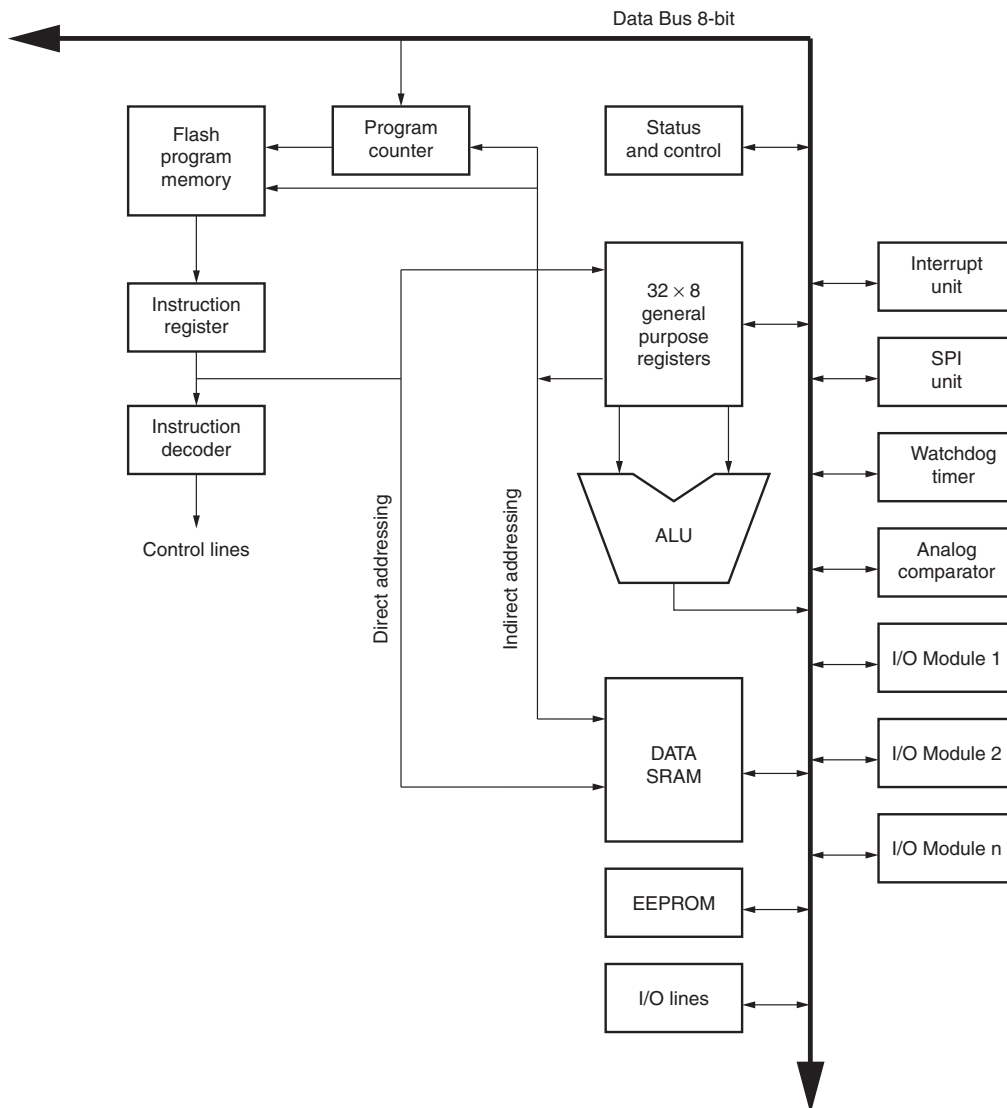 Data Bus 8-bit
Flash
program
memory
Program
counter
Status
and control
Instruction
register
32 × 8
general
purpose
registers
Interrupt
unit
SPI
unit
Instruction
decoder
Watchdog
timer
Control lines
Direct addressing
Indirect addressing
ALU
Analog
comparator
I/O Module 1
DATA
SRAM
I/O Module 2
I/O Module n
EEPROM
I/O lines